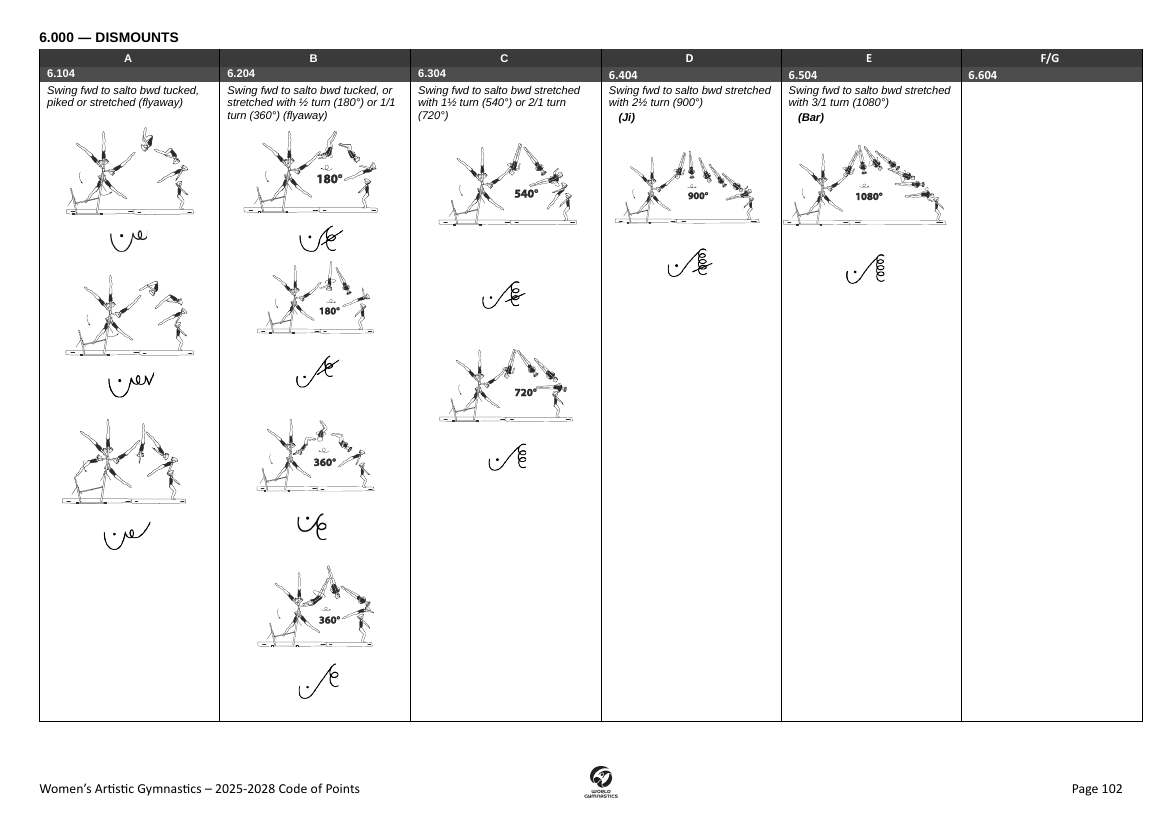 6.000 — DISMOUNTS
A B C D E F/G
6.104 6.204 6.304 6.404 6.504 6.604
Swing fwd to salto bwd tucked,
piked or stretched (flyaway)
Swing fwd to salto bwd tucked, or
stretched with ½ turn (180°) or 1/1
turn (360°) (flyaway)
Swing fwd to salto bwd stretched
with 1½ turn (540°) or 2/1 turn
(720°)
Swing fwd to salto bwd stretched
with 2½ turn (900°)
(Ji)
Swing fwd to salto bwd stretched
with 3/1 turn (1080°)
(Bar)
180°
180°
360°
360°
540°
720°
900°
1080°
Women's Artistic Gymnastics – 2025-2028 Code of Points
WORLD
GYMNASTICS
Page 102